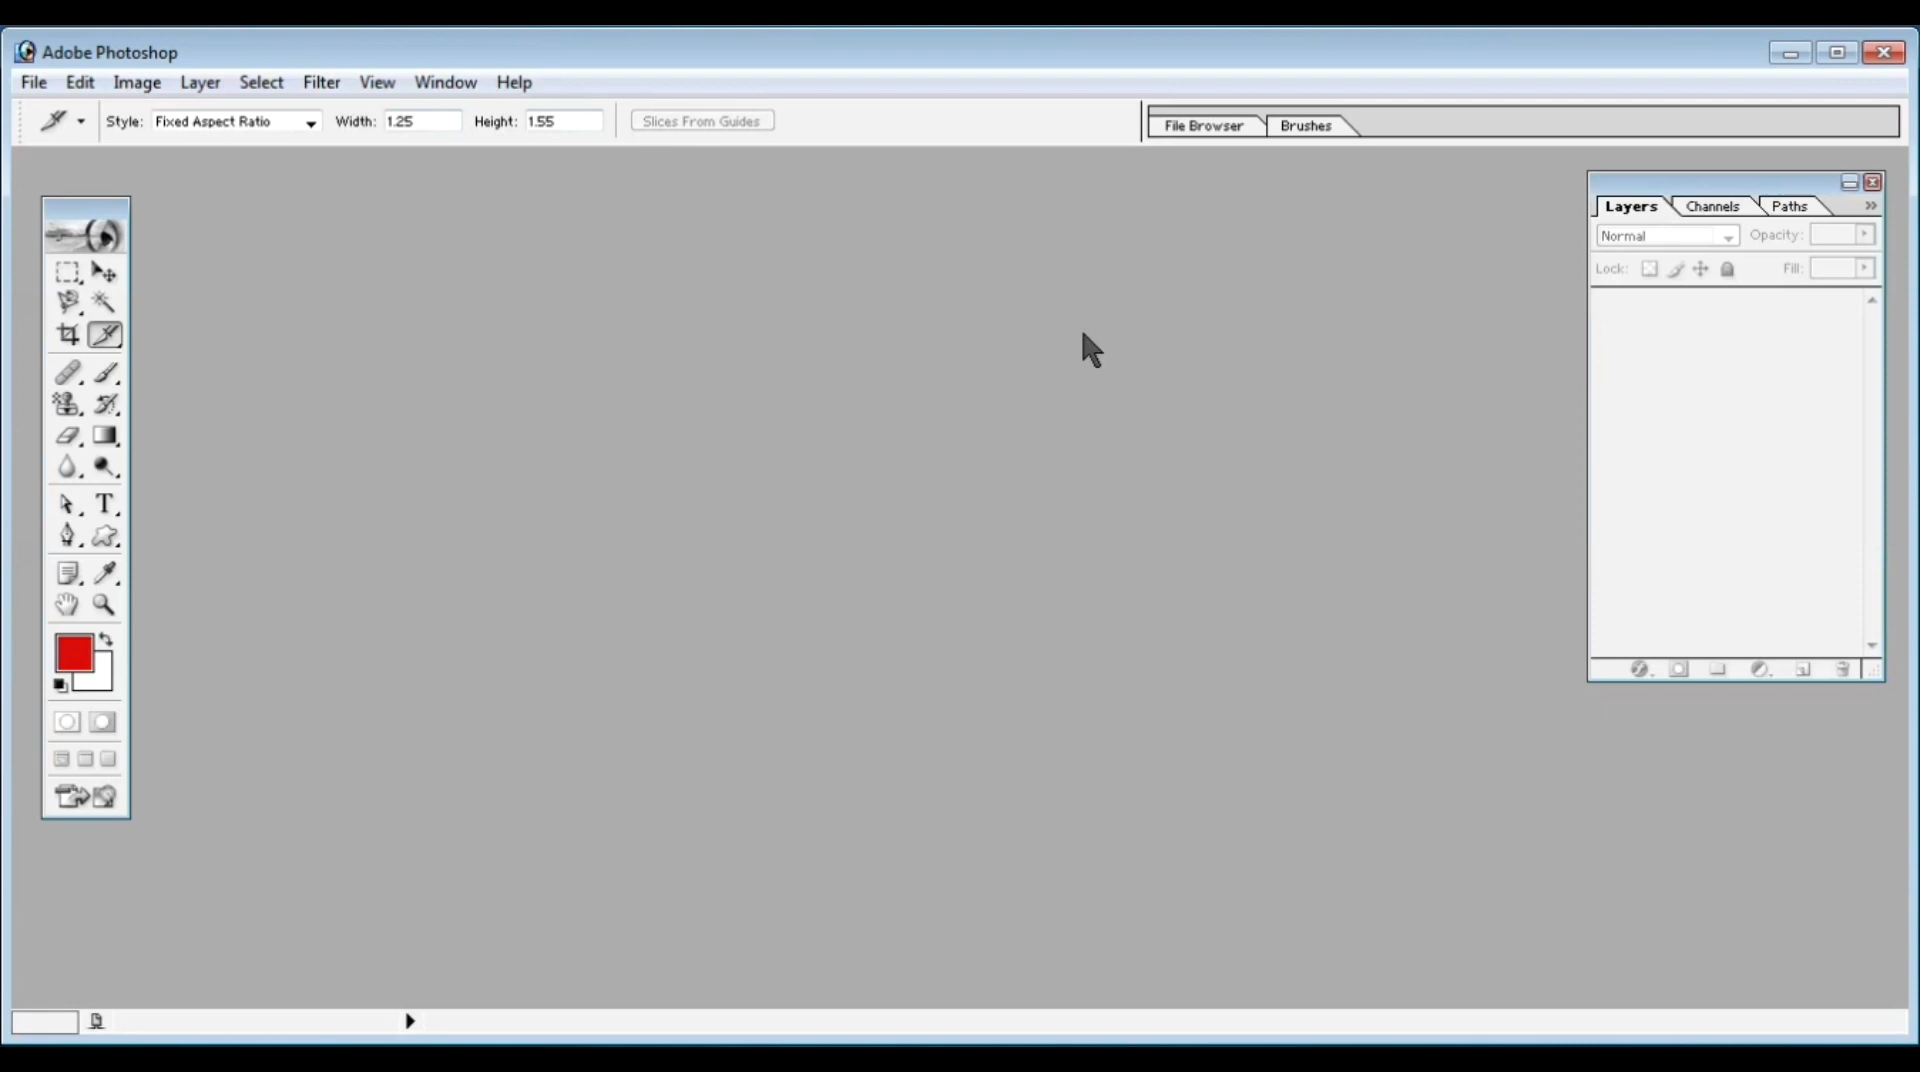 Adobe Photoshop
File Edit Image Layer Select Filter View Window Help
Style: Fixed Aspect Ratio Width: 1.25 Height: 1.55 Slices From Guides File Browser Brushes
Layers Channels Paths
Normal Opacity:
Lock: Fill:
T